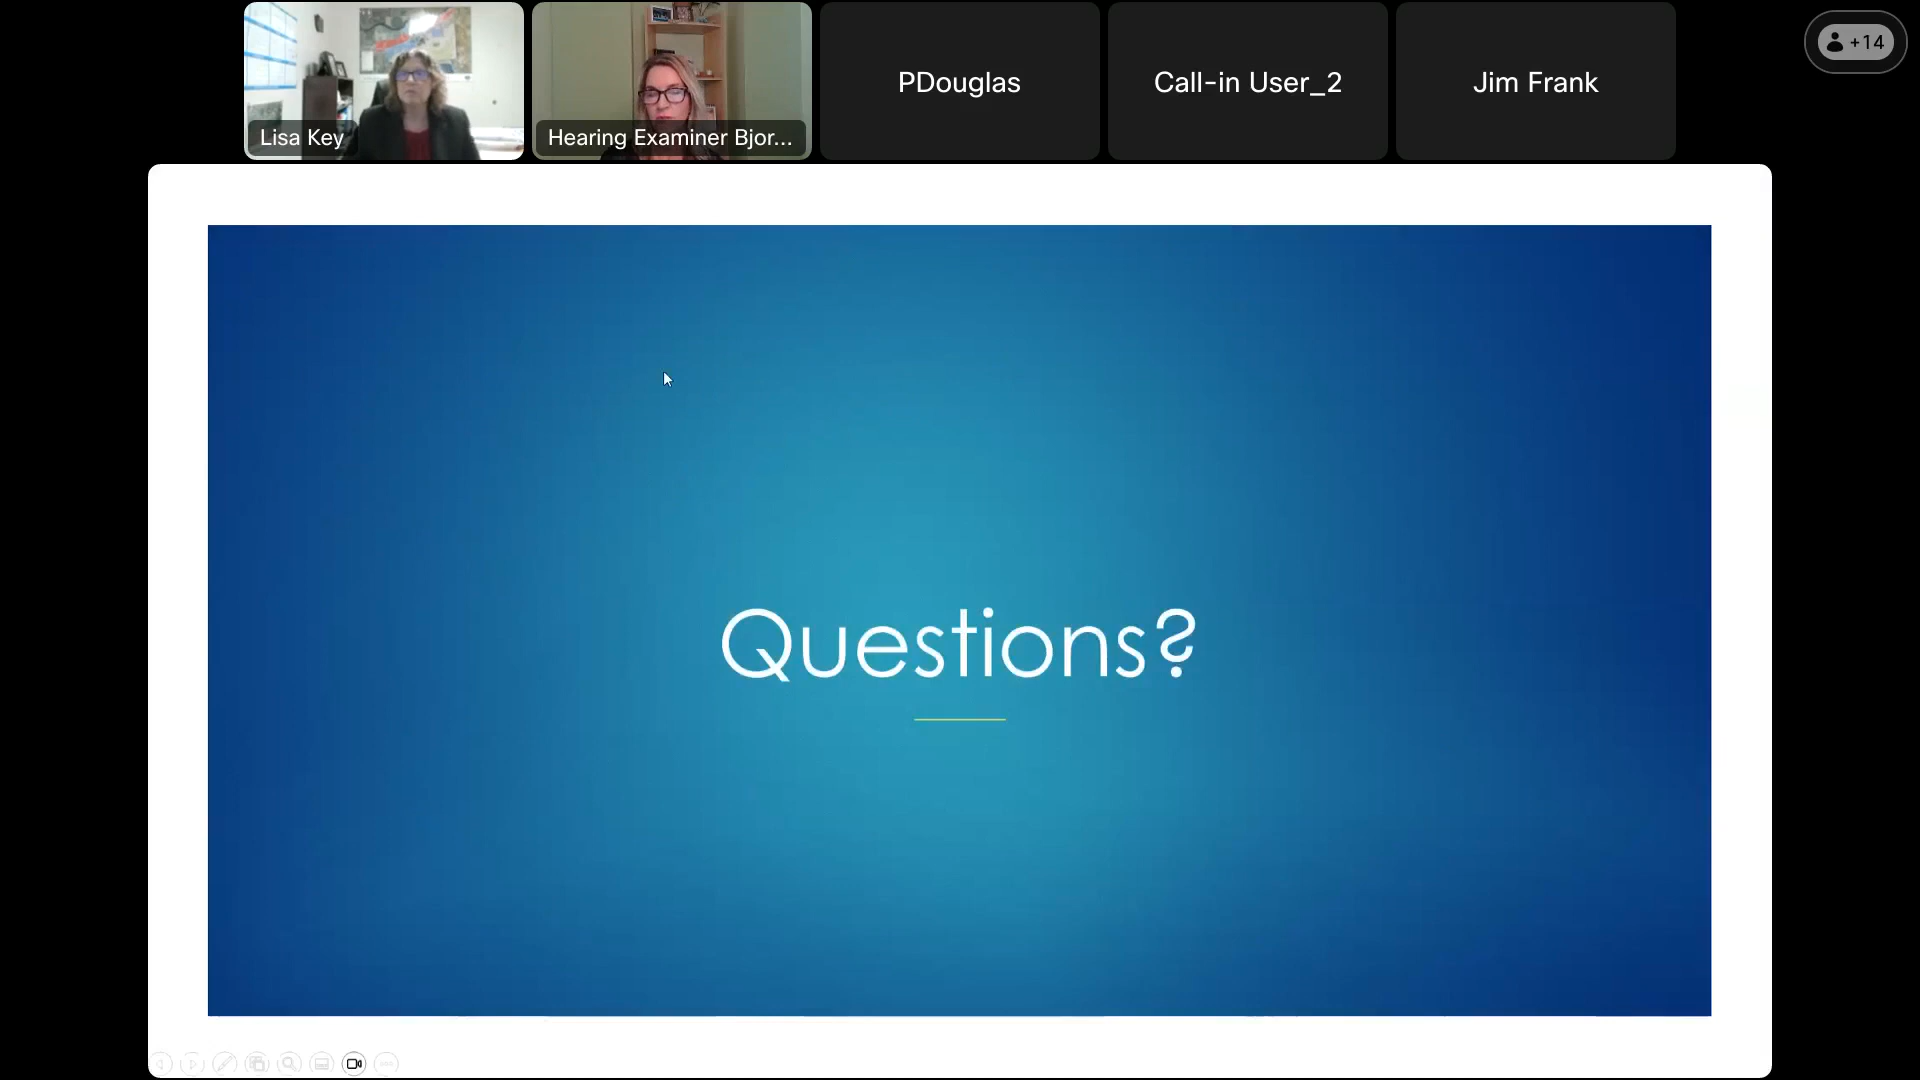 Lisa Key
Hearing Examiner Bjor...
PDouglas
Call-in User_2
Jim Frank
+14
Questions?